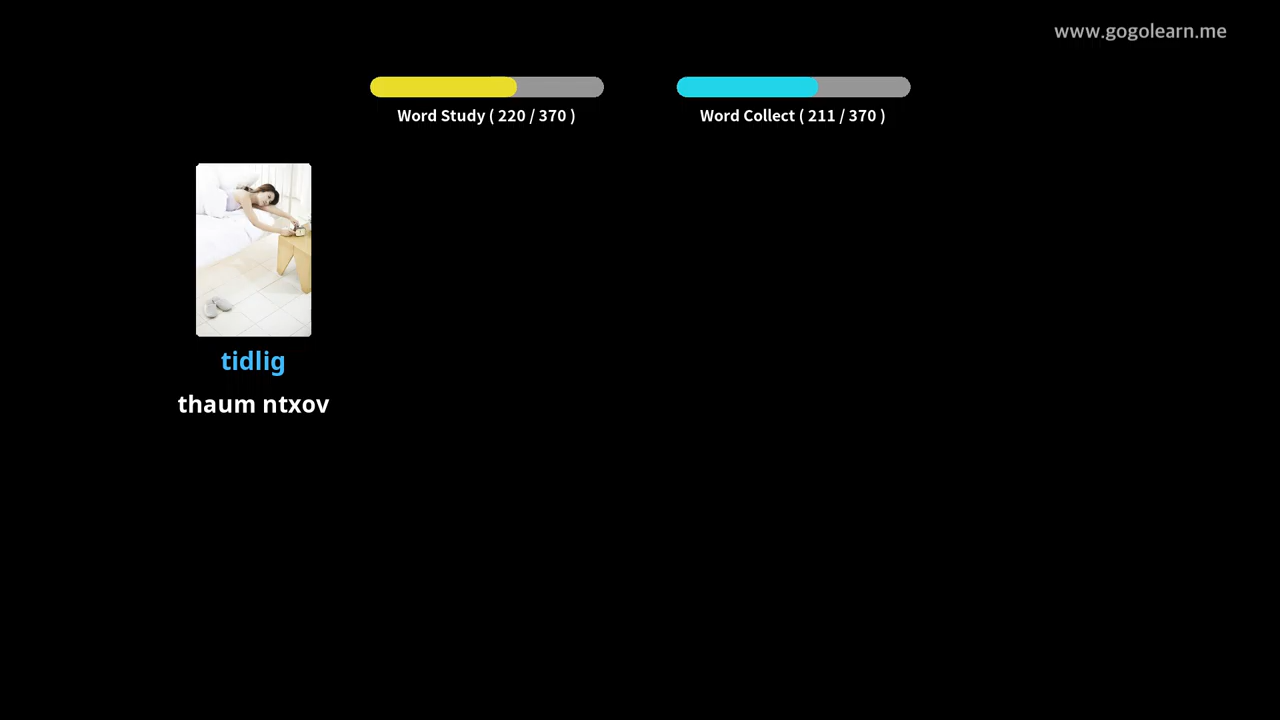 www.gogolearn.me
Word Study ( 220 / 370 )
Word Collect ( 211 / 370 )
tidlig
thaum ntxov